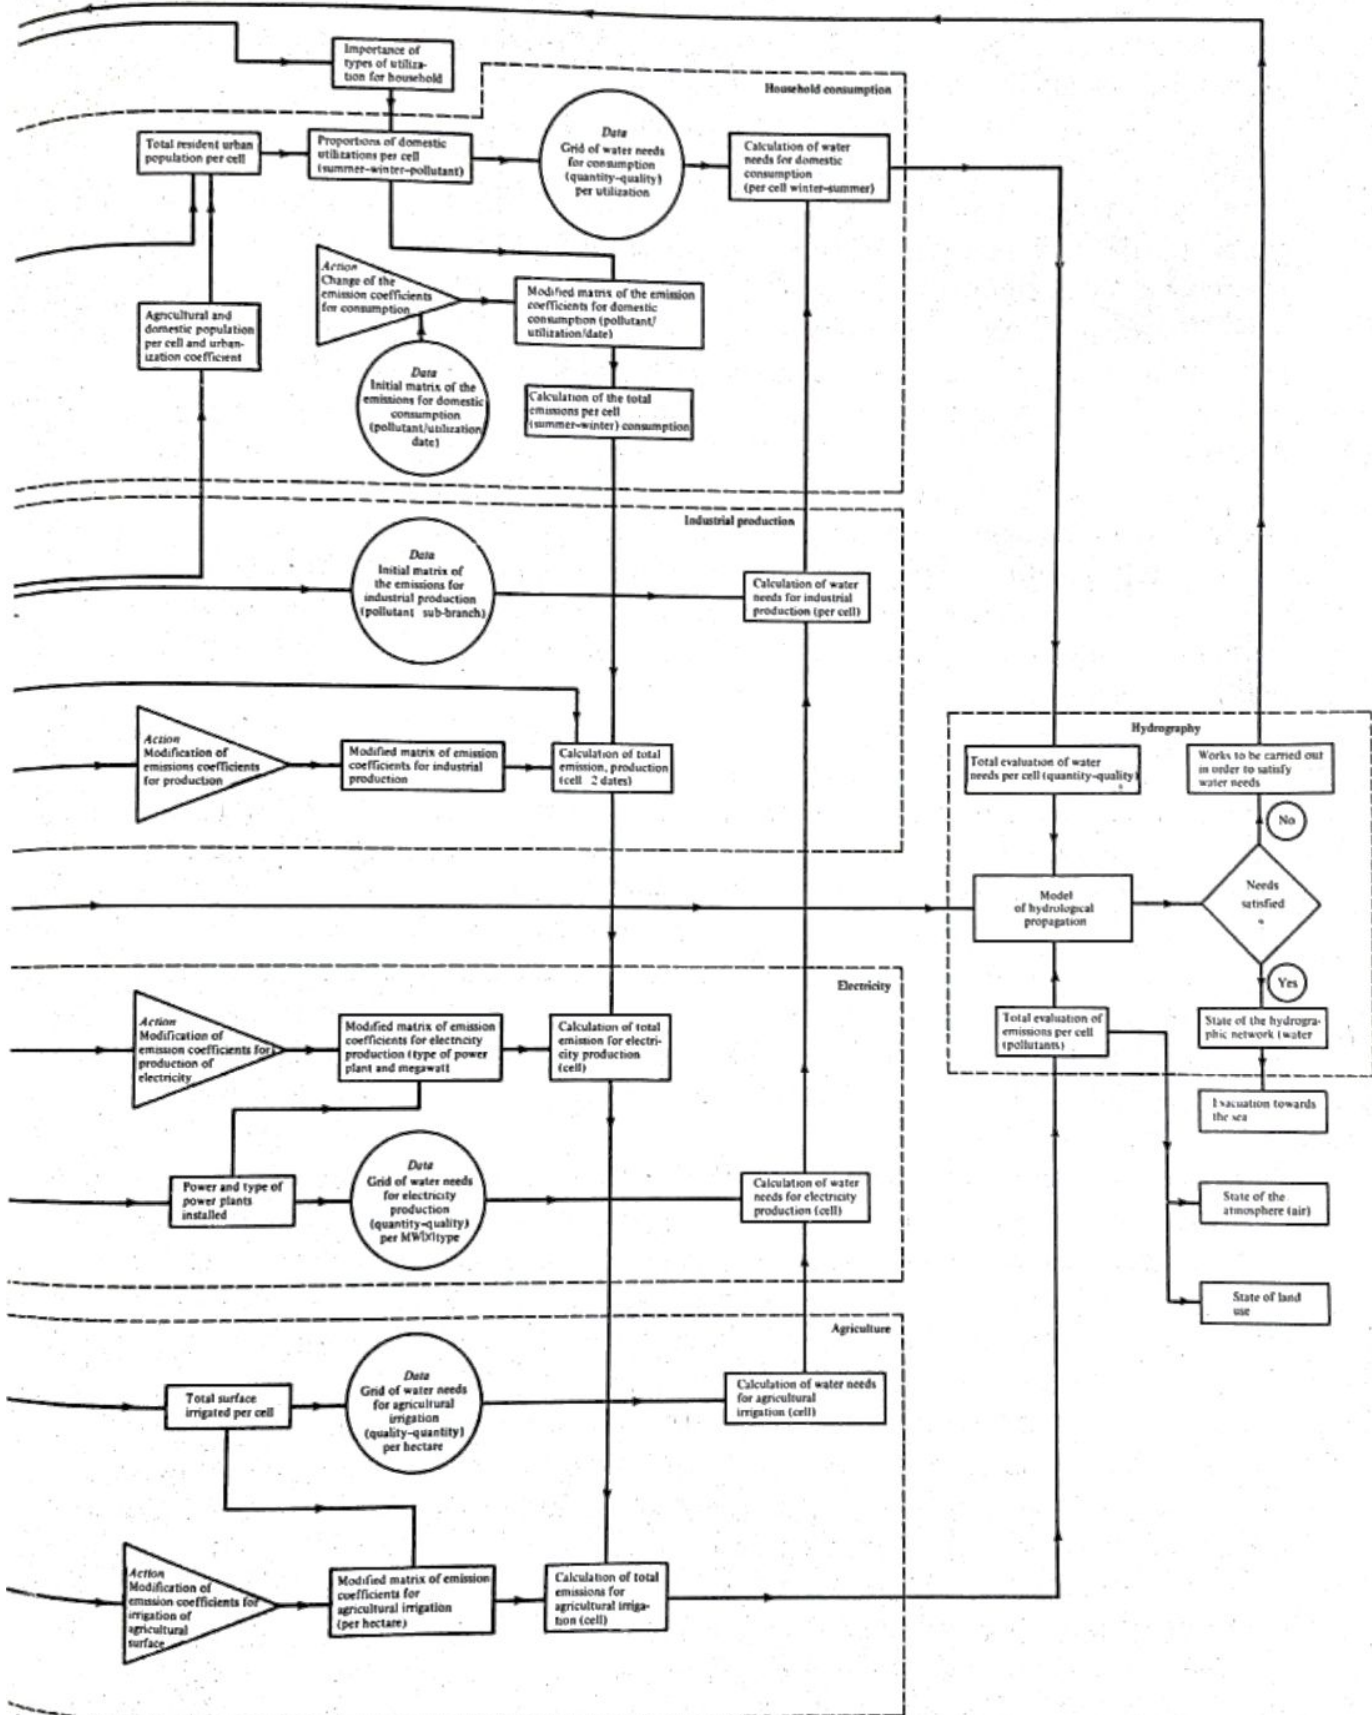 Importance of
types of utiliza-
tion for household
Household consumption
Total resident urban
population per cell
Proportions of domestic
utilizations per cell
(summer-winter-pollutant)
Data
Grid of water needs
for consumption
(quantity-quality)
per utilization
Calculation of water
needs for domestic
consumption
(per cell winter-summer)
Action
Change of the
emission coefficients
for consumption
Modified matrix of the emission
coefficients for domestic
consumption (pollutant/
utilization/date)
Agricultural and
domestic population
per cell and urban-
ization coefficient
Data
Initial matrix of the
emissions for domestic
consumption
(pollutant/utilization
date)
Calculation of the total
emissions per cell
(summer-winter) consumption
Industrial production
Data
Initial matrix of
the emissions for
industrial production
(pollutant sub-branch)
Calculation of water
needs for industrial
production (per cell)
Action
Modification of
emissions coefficients
for production
Modified matrix of emission
coefficients for industrial
production
Calculation of total
emission, production
(cell 2 dates)
Hydrography
Total evaluation of water
needs per cell (quantity-quality)
Works to be carried out
in order to satisfy
water needs
No
Model
of hydrological
propagation
Needs
satisfied
Yes
Electricity
Action
Modification of
emission coefficients for
production of
electricity
Modified matrix of emission
coefficients for electricity
production (type of power
plant and megawatt
Calculation of total
emission for electri-
city production
(cell)
Total evaluation of
emissions per cell
(pollutants)
State of the hydrogra-
phic network (water
Evacuation towards
the sea
Power and type of
power plants
installed
Data
Grid of water needs
for electricity
production
(quantity-quality)
per MW|x|type
Calculation of water
needs for electricity
production (cell)
State of the
atmosphere (air)
State of land
use
Agriculture
Total surface
irrigated per cell
Data
Grid of water needs
for agricultural
irrigation
(quality-quantity)
per hectare
Calculation of water needs
for agricultural
irrigation (cell)
Action
Modification of
emission coefficients for
irrigation of
agricultural
surface
Modified matrix of emission
coefficients for
agricultural irrigation
(per hectare)
Calculation of total
emissions for
agricultural irriga-
tion (cell)